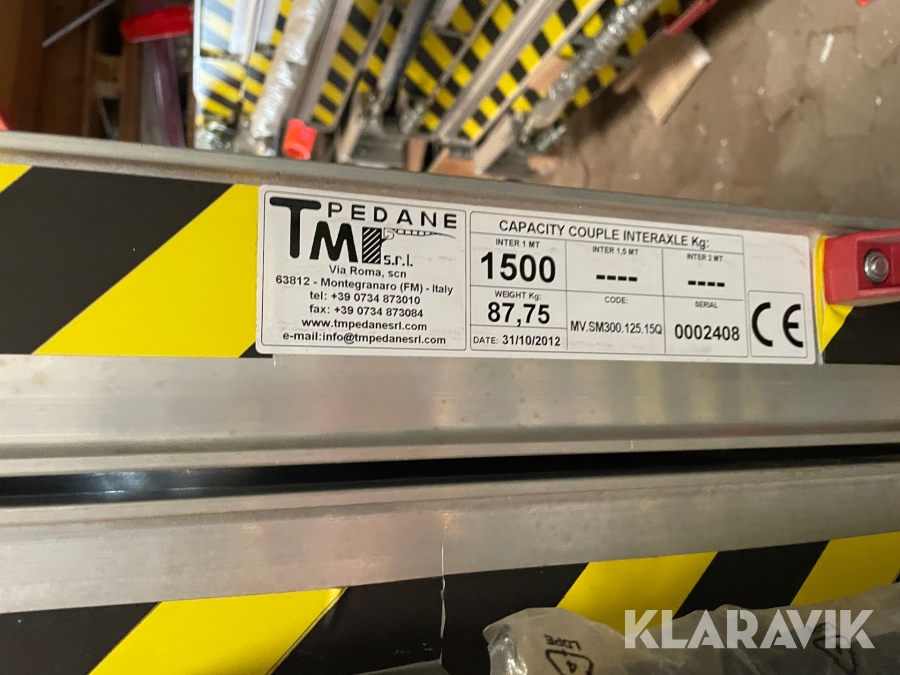 TM PEDANE
s.r.l.
Via Roma, scn
63812 - Montegranaro (FM) - Italy
tel: +39 0734 873010
fax: +39 0734 873084
www.tmpedanesrl.com
e-mail:info@tmpedanesrl.com
CAPACITY COUPLE INTERAXLE Kg:
INTER 1 MT
1500
INTER 1,5 MT
----
INTER 2 MT
----
WEIGHT Kg:
87,75
DATE: 31/10/2012
CODE:
MV.SM300.125.15Q
SERIAL
0002408
CE
4
LDPE
KLARAVIK